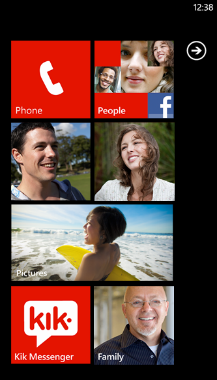 12:38
Phone
People
f
Pictures
kik
Kik Messenger
Family